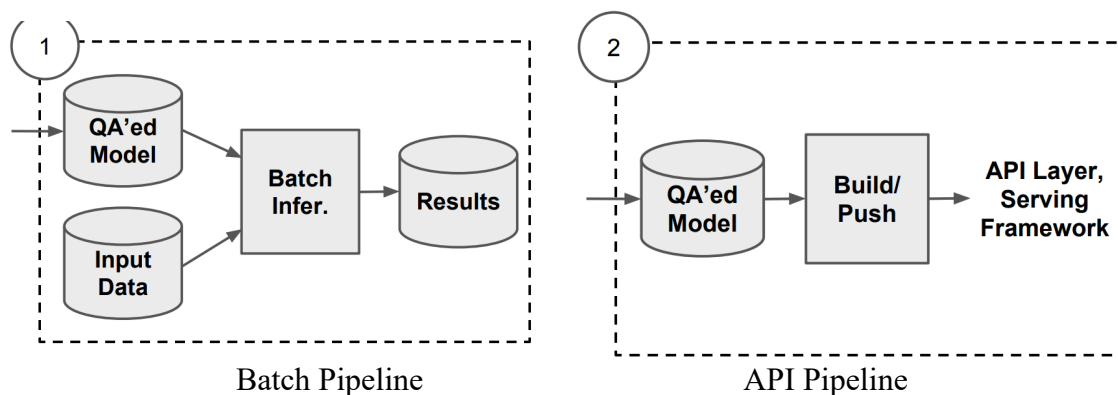 1
QA'ed
Model
Batch
Infer.
Results
Input
Data
Batch Pipeline
2
QA'ed
Model
Build/
Push
API Layer,
Serving
Framework
API Pipeline